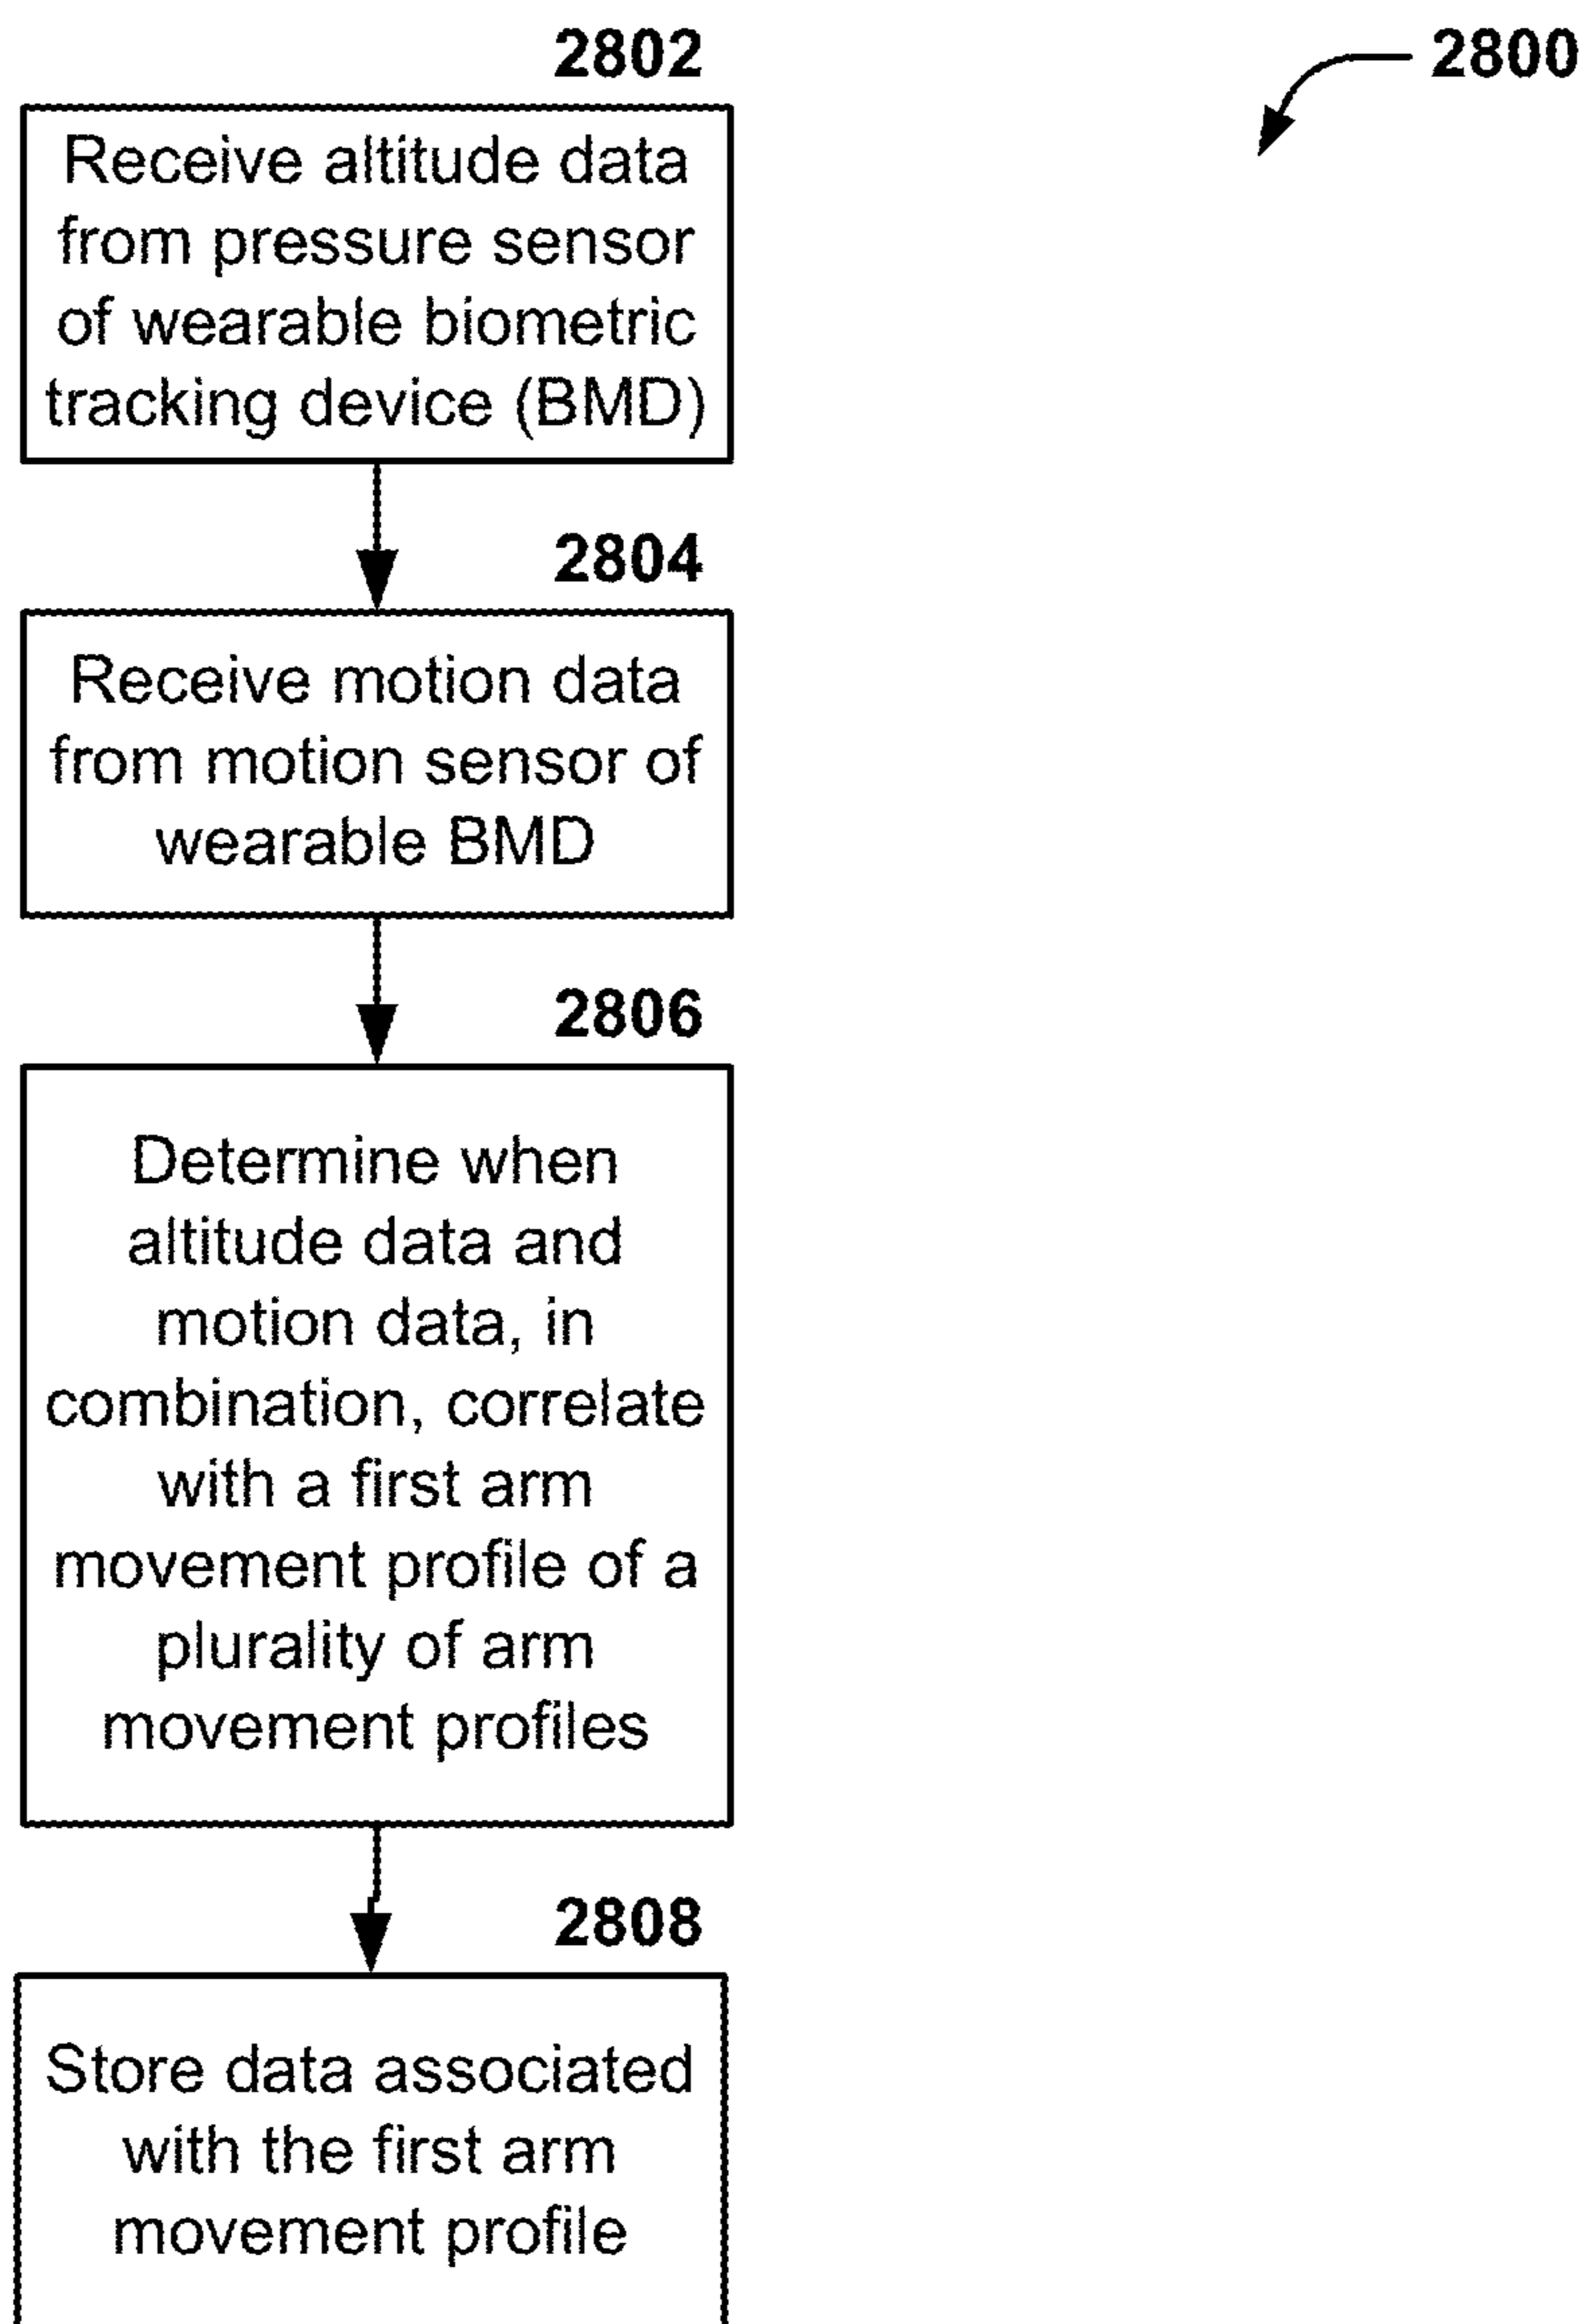 2802
2800
Receive altitude data
from pressure sensor
of wearable biometric
tracking device (BMD)
2804
Receive motion data
from motion sensor of
wearable BMD
2806
Determine when
altitude data and
motion data, in
combination, correlate
with a first arm
movement profile of a
plurality of arm
movement profiles
2808
Store data associated
with the first arm
movement profile